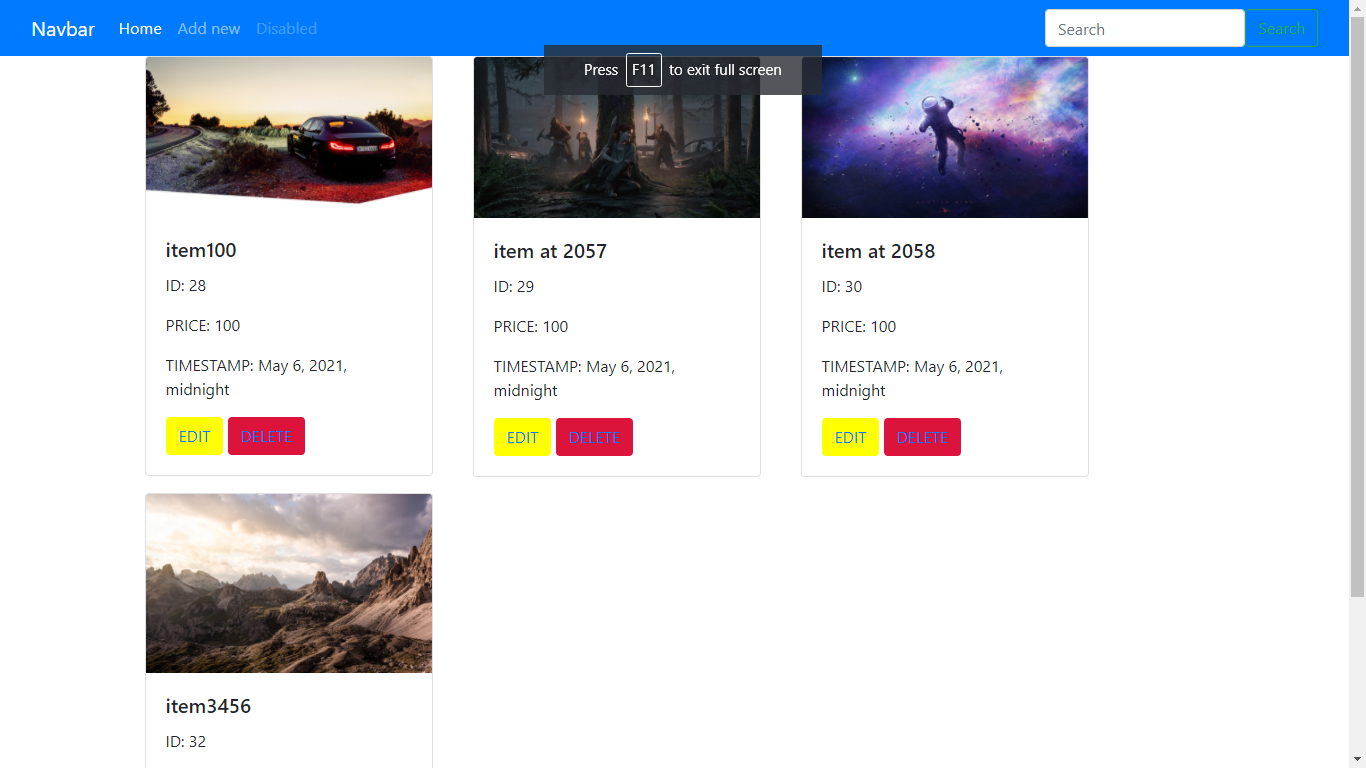 Navbar Home Add new Disabled Search Search
Press F11 to exit full screen
item100
ID: 28
PRICE: 100
TIMESTAMP: May 6, 2021,
midnight
EDIT DELETE
item at 2057
ID: 29
PRICE: 100
TIMESTAMP: May 6, 2021,
midnight
EDIT DELETE
item at 2058
ID: 30
PRICE: 100
TIMESTAMP: May 6, 2021,
midnight
EDIT DELETE
item3456
ID: 32